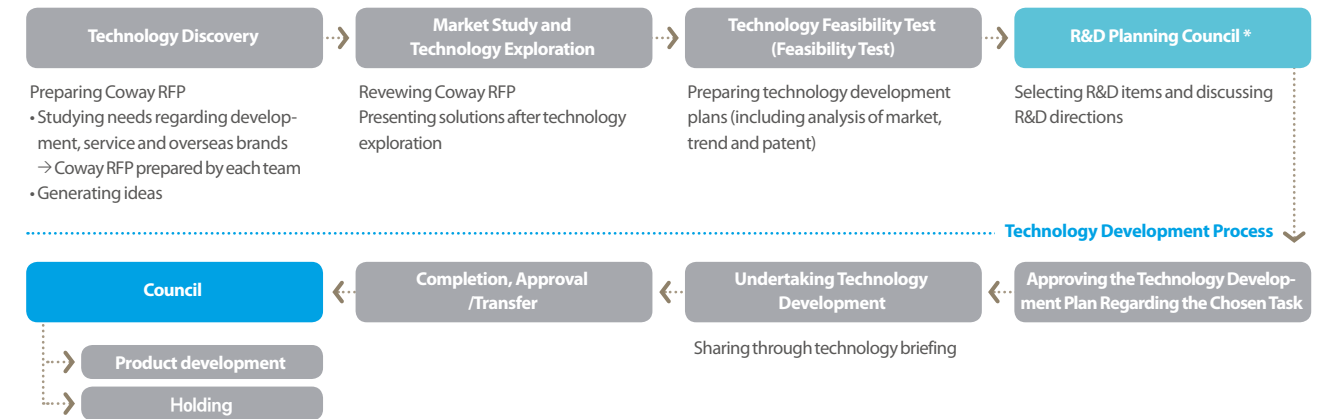 Technology Discovery
Market Study and
Technology Exploration
Technology Feasibility Test
(Feasibility Test)
R&D Planning Council *
Preparing Coway RFP
• Studying needs regarding develop-
ment, service and overseas brands
→ Coway RFP prepared by each team
• Generating ideas
Revewing Coway RFP
Presenting solutions after technology
exploration
Preparing technology development
plans (including analysis of market,
trend and patent)
Selecting R&D items and discussing
R&D directions
Technology Development Process
Council
Completion, Approval
/Transfer
Undertaking Technology
Development
Approving the Technology Develop-
ment Plan Regarding the Chosen Task
Sharing through technology briefing
Product development
Holding